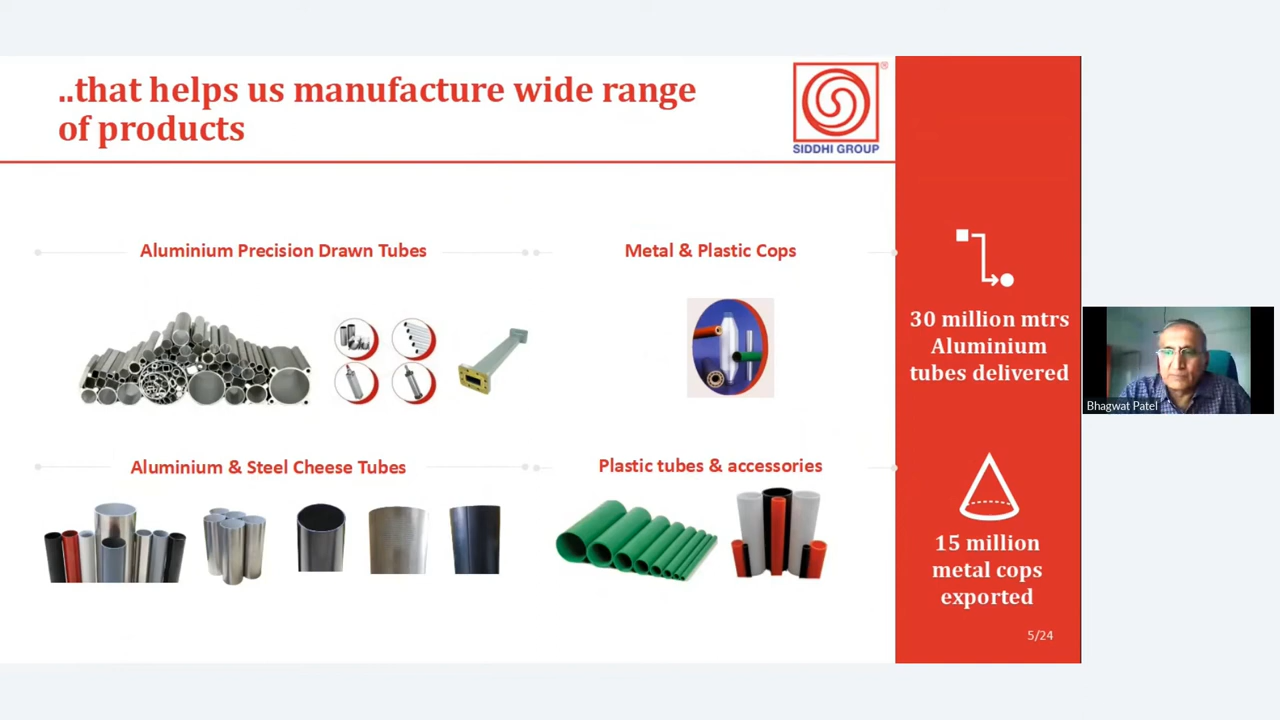 ..that helps us manufacture wide range
of products
®
SIDDHI GROUP
Aluminium Precision Drawn Tubes
Metal & Plastic Cops
Aluminium & Steel Cheese Tubes
Plastic tubes & accessories
30 million mtrs
Aluminium
tubes delivered
15 million
metal cops
exported
5/24
Bhagwat Patel